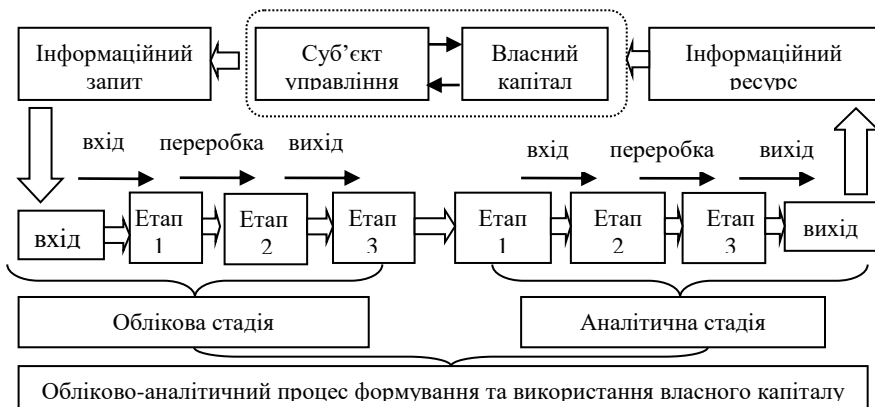 Інформаційний
запит
Суб’єкт
управління
Власний
капітал
Інформаційний
ресурс
вхід
переробка
вихід
вхід
переробка
вихід
вхід
Етап
1
Етап
2
Етап
3
Етап
1
Етап
2
Етап
3
вихід
Облікова стадія
Аналітична стадія
Обліково-аналітичний процес формування та використання власного капіталу